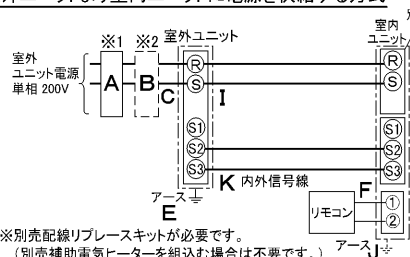 外ユニットより室内ユニットに電源を供給する方式
※1
※2
室外ユニット
室内
ユニット
室外
ユニット電源
単相 200V
A
B
C
I
R
S
R
S
S1
S2
S3
S1
S2
S3
K 内外信号線
F
アース
E
リモコン
1
2
アース
J
※別売配線リプレースキットが必要です。
(別売補助電気ヒーターを組込む場合は不要です。)